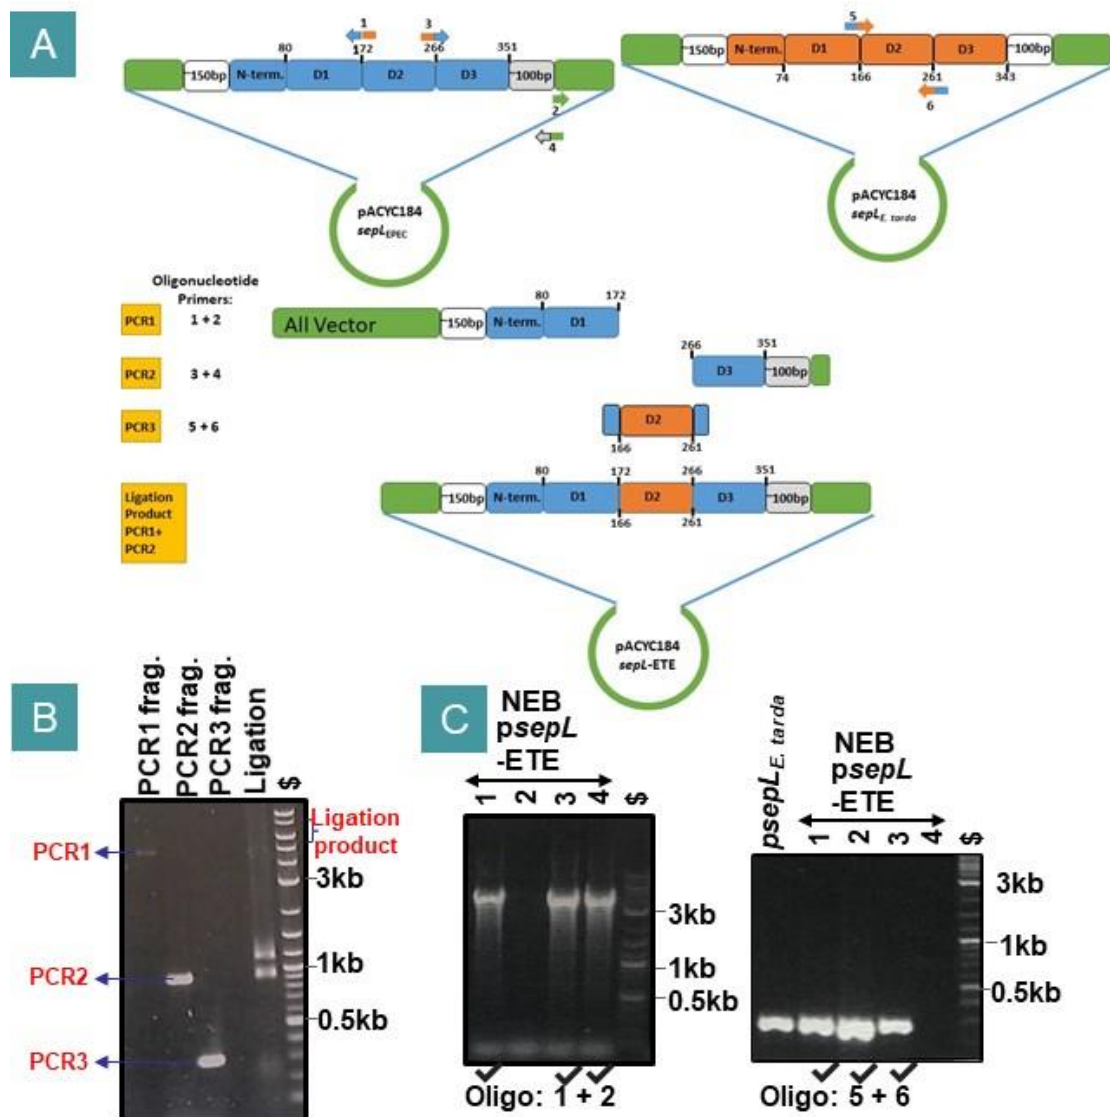 A
1
3
80
1
172
266
351
150bp
N-term.
D1
D2
D3
100bp
2
4
pACYC184
sepLEPEC
5
150bp
N-term.
D1
D2
D3
100bp
74
166
261
343
6
pACYC184
sepLE. tarda
Oligonucleotide
Primers:
PCR1
1 + 2
80
172
All Vector
150bp
N-term.
D1
PCR2
3 + 4
266
351
D3
100bp
PCR3
5 + 6
D2
166
261
Ligation
Product
PCR1+
PCR2
80
172
266
351
150bp
N-term.
D1
D2
D3
100bp
166
261
pACYC184
sepL-ETE
B
PCR1 frag.
PCR2 frag.
PCR3 frag.
Ligation
$
Ligation
product
PCR1
3kb
PCR2
1kb
0.5kb
PCR3
C
NEB
psepL
-ETE
1
2
3
4
$
3kb
1kb
0.5kb
Oligo: 1 + 2
psepLE. tarda
NEB
psepL
-ETE
1
2
3
4
$
3kb
1kb
0.5kb
Oligo: 5 + 6